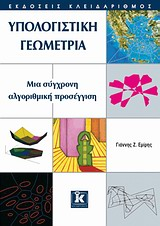 ΕΚΔΟΣΕΙΣ ΚΛΕΙΔΑΡΙΘΜΟΣ
ΥΠΟΛΟΓΙΣΤΙΚΗ
ΓΕΩΜΕΤΡΙΑ
Μια σύγχρονη
αλγοριθμική προσέγγιση
Γιάννης Ζ. Εμίρης